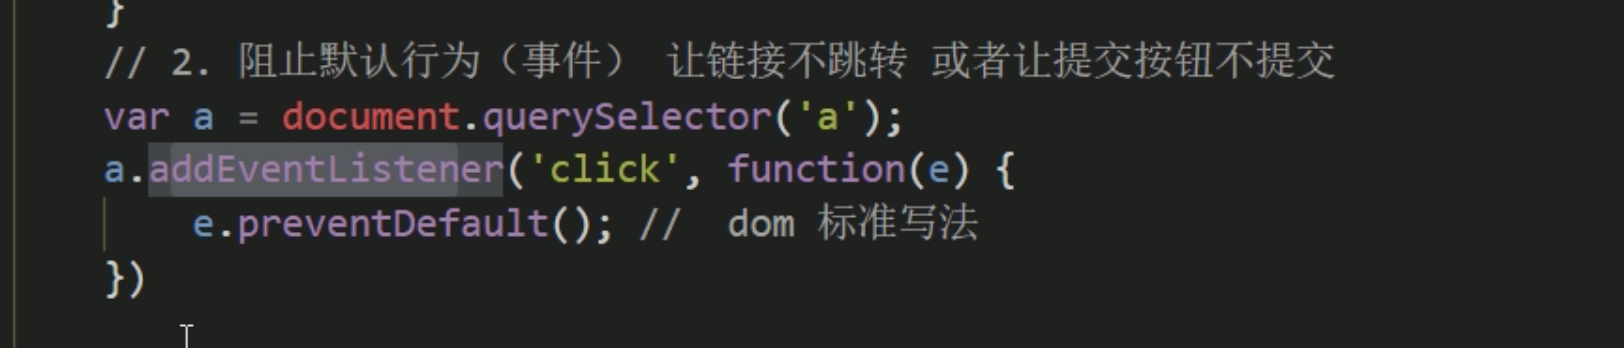 }
// 2. 阻止默认行为（事件） 让链接不跳转 或者让提交按钮不提交
var a = document.querySelector('a');
a.addEventListener('click', function(e) {
e.preventDefault(); //  dom 标准写法
})